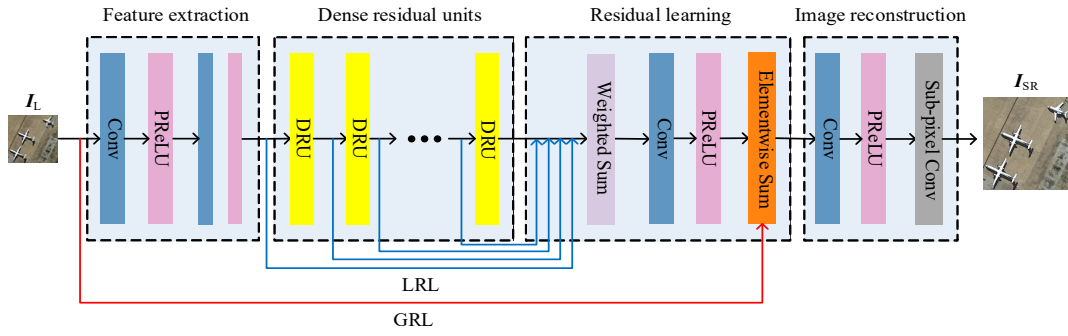 Feature extraction
Dense residual units
Residual learning
Image reconstruction
I_L
Conv
PReLU
DRU
DRU
DRU
Weighted Sum
Conv
PReLU
Elementwise Sum
Conv
PReLU
Sub-pixel Conv
I_SR
LRL
GRL